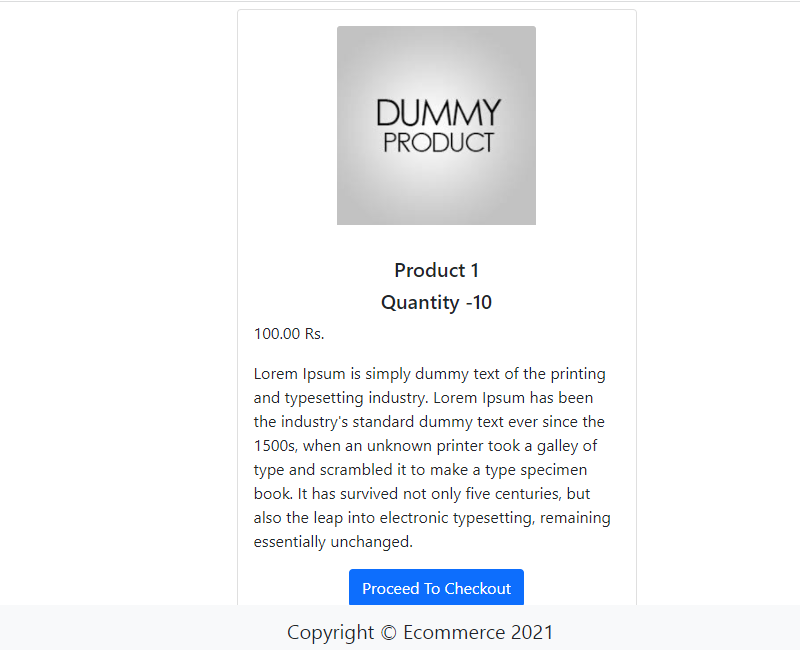 DUMMY
PRODUCT
Product 1
Quantity -10
100.00 Rs.
Lorem Ipsum is simply dummy text of the printing
and typesetting industry. Lorem Ipsum has been
the industry's standard dummy text ever since the
1500s, when an unknown printer took a galley of
type and scrambled it to make a type specimen
book. It has survived not only five centuries, but
also the leap into electronic typesetting, remaining
essentially unchanged.
Proceed To Checkout
Copyright © Ecommerce 2021